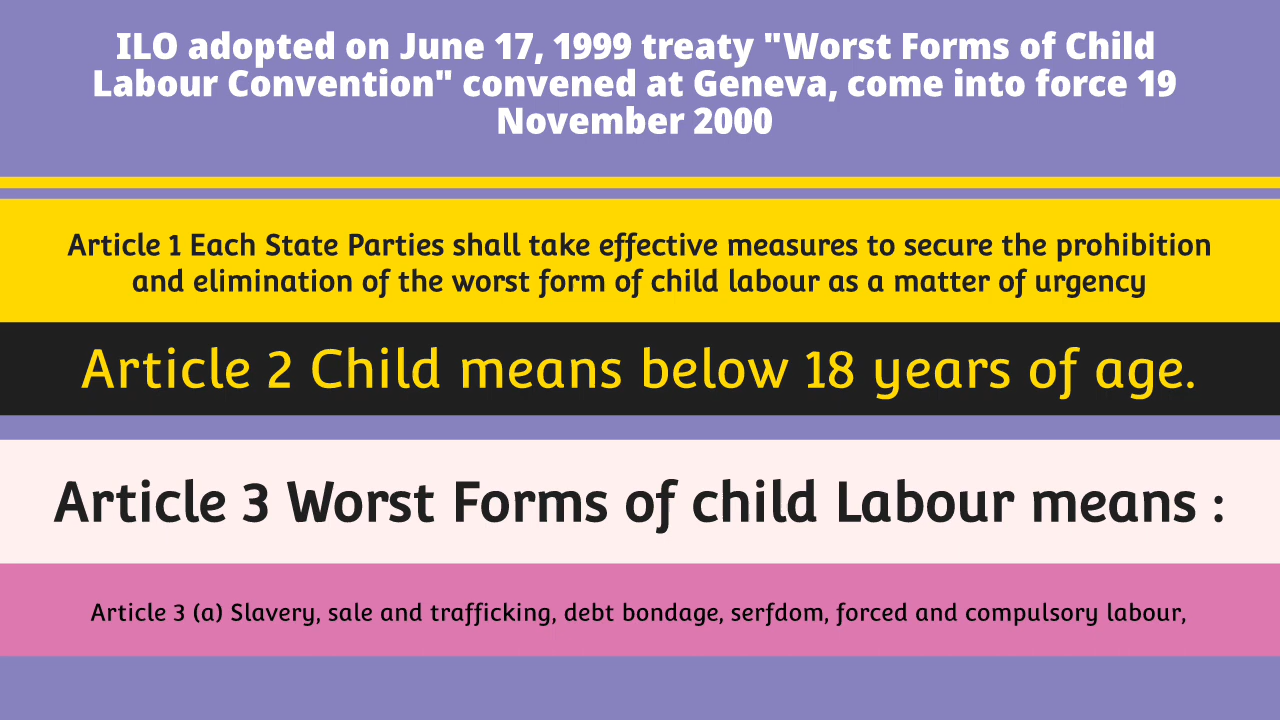 ILO adopted on June 17, 1999 treaty "Worst Forms of Child
Labour Convention" convened at Geneva, come into force 19
November 2000
Article 1 Each State Parties shall take effective measures to secure the prohibition
and elimination of the worst form of child labour as a matter of urgency
Article 2 Child means below 18 years of age.
Article 3 Worst Forms of child Labour means :
Article 3 (a) Slavery, sale and trafficking, debt bondage, serfdom, forced and compulsory labour,